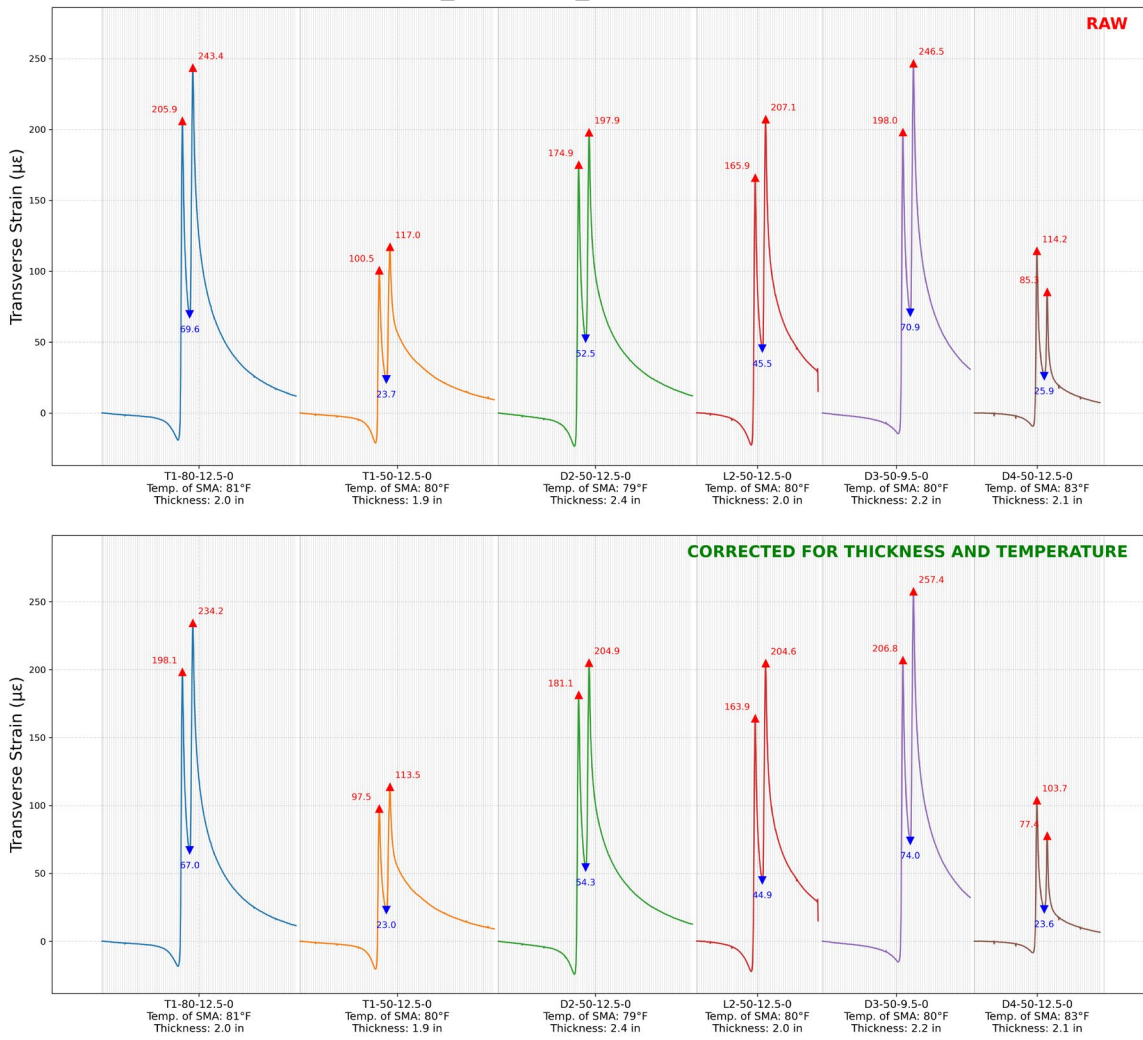 RAW
Transverse Strain (με)
250
200
150
100
50
0
205.9
243.4
69.6
100.5
117.0
23.7
174.9
197.9
52.5
165.9
207.1
45.5
198.0
246.5
70.9
114.2
85.3
25.9
T1-80-12.5-0
Temp. of SMA: 81°F
Thickness: 2.0 in
T1-50-12.5-0
Temp. of SMA: 80°F
Thickness: 1.9 in
D2-50-12.5-0
Temp. of SMA: 79°F
Thickness: 2.4 in
L2-50-12.5-0
Temp. of SMA: 80°F
Thickness: 2.0 in
D3-50-9.5-0
Temp. of SMA: 80°F
Thickness: 2.2 in
D4-50-12.5-0
Temp. of SMA: 83°F
Thickness: 2.1 in
CORRECTED FOR THICKNESS AND TEMPERATURE
Transverse Strain (με)
250
200
150
100
50
0
198.1
234.2
67.0
97.5
113.5
23.0
181.1
204.9
54.3
163.9
204.6
44.9
206.8
257.4
74.0
103.7
77.4
23.6
T1-80-12.5-0
Temp. of SMA: 81°F
Thickness: 2.0 in
T1-50-12.5-0
Temp. of SMA: 80°F
Thickness: 1.9 in
D2-50-12.5-0
Temp. of SMA: 79°F
Thickness: 2.4 in
L2-50-12.5-0
Temp. of SMA: 80°F
Thickness: 2.0 in
D3-50-9.5-0
Temp. of SMA: 80°F
Thickness: 2.2 in
D4-50-12.5-0
Temp. of SMA: 83°F
Thickness: 2.1 in